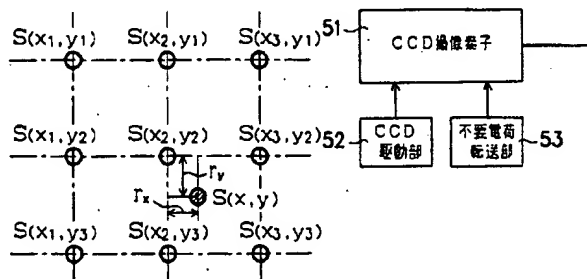 S(x₁,y₁) S(x₂,y₁) S(x₃,y₁)
S(x₁,y₂) S(x₂,y₂) S(x₃,y₂)
rᵧ
rₓ S(x,y)
S(x₁,y₃) S(x₂,y₃) S(x₃,y₃)
51
CCD撮像素子
52
CCD
駆動部
不要電荷
転送部
53